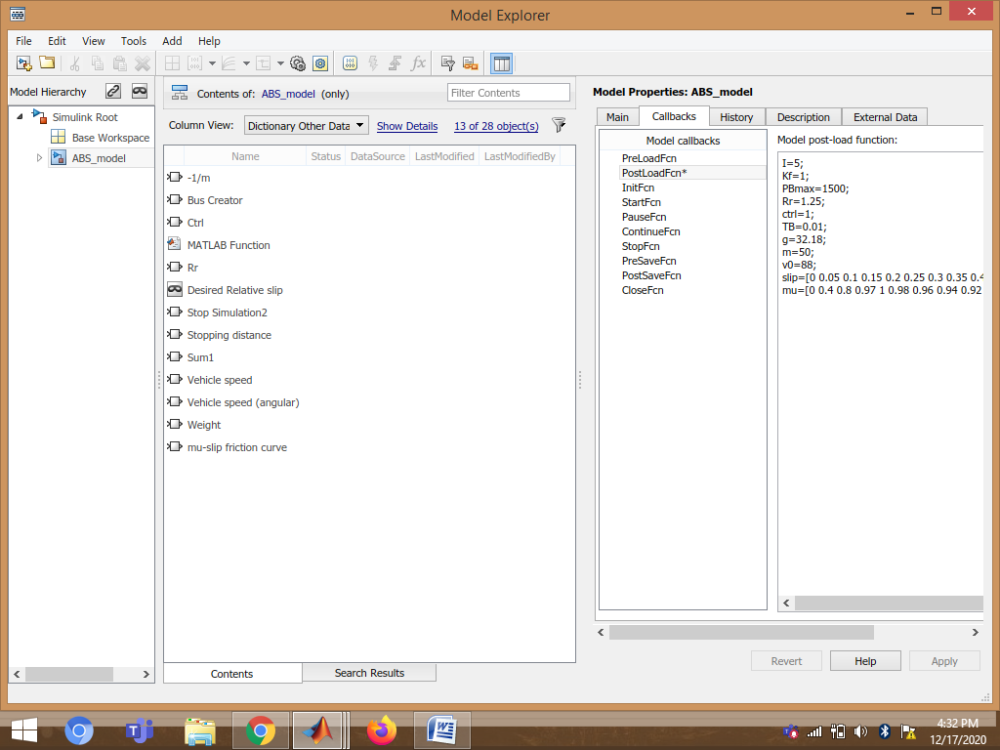 Model Explorer
File Edit View Tools Add Help
Model Hierarchy
Simulink Root
Base Workspace
ABS_model
Contents of: ABS_model (only)
Filter Contents
Column View: Dictionary Other Data Show Details 13 of 28 object(s)
Name Status DataSource LastModified LastModifiedBy
-1/m
Bus Creator
Ctrl
MATLAB Function
Rr
Desired Relative slip
Stop Simulation2
Stopping distance
Sum1
Vehicle speed
Vehicle speed (angular)
Weight
mu-slip friction curve
Contents Search Results
Model Properties: ABS_model
Main Callbacks History Description External Data
Model callbacks
PreLoadFcn
PostLoadFcn*
InitFcn
StartFcn
PauseFcn
ContinueFcn
StopFcn
PreSaveFcn
PostSaveFcn
CloseFcn
Model post-load function:
I=5;
Kf=1;
PBmax=1500;
Rr=1.25;
ctrl=1;
TB=0.01;
g=32.18;
m=50;
v0=88;
slip=[0 0.05 0.1 0.15 0.2 0.25 0.3 0.35 0.4
mu=[0 0.4 0.8 0.97 1 0.98 0.96 0.94 0.92
Revert Help Apply
4:32 PM
12/17/2020